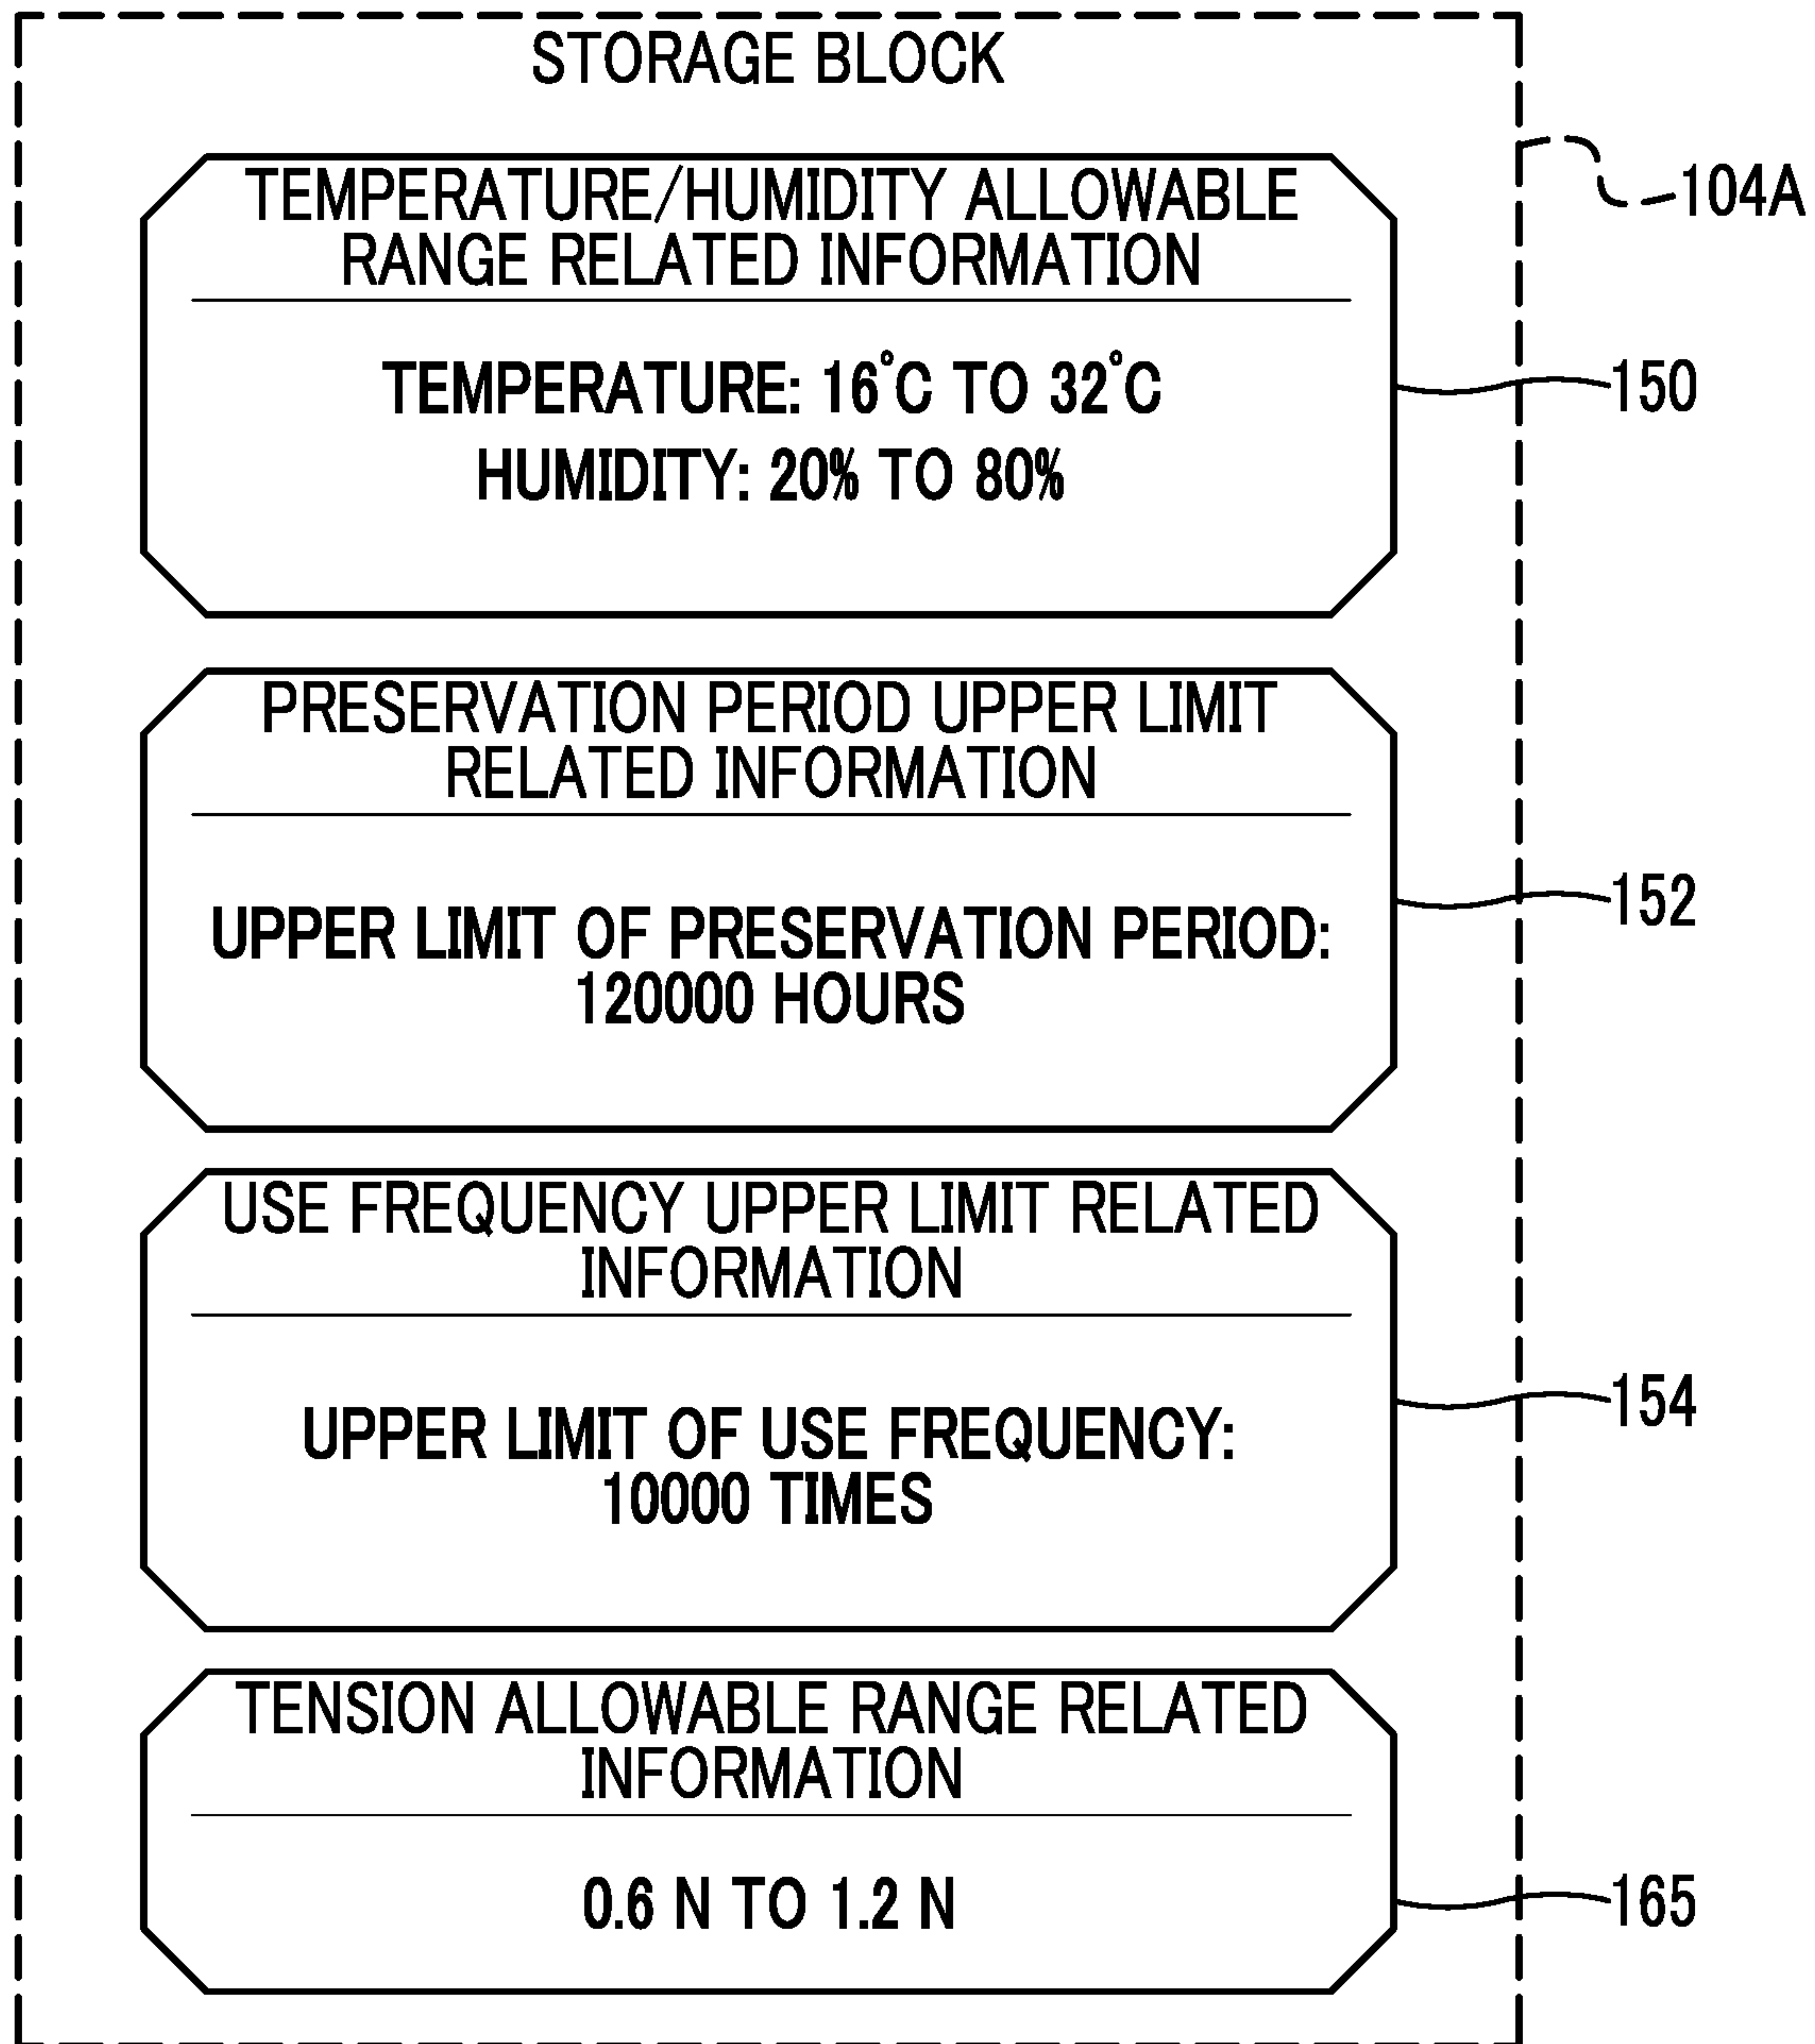 STORAGE BLOCK
104A
TEMPERATURE/HUMIDITY ALLOWABLE
RANGE RELATED INFORMATION
TEMPERATURE: 16°C TO 32°C
HUMIDITY: 20% TO 80%
150
PRESERVATION PERIOD UPPER LIMIT
RELATED INFORMATION
UPPER LIMIT OF PRESERVATION PERIOD:
120000 HOURS
152
USE FREQUENCY UPPER LIMIT RELATED
INFORMATION
UPPER LIMIT OF USE FREQUENCY:
10000 TIMES
154
TENSION ALLOWABLE RANGE RELATED
INFORMATION
0.6 N TO 1.2 N
165